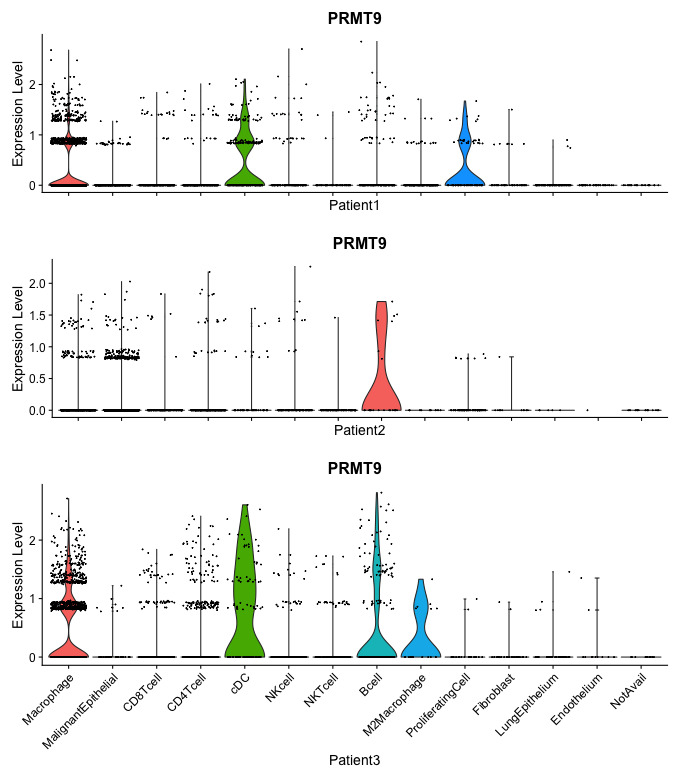 PRMT9
Expression Level
2
1
0
Patient1
PRMT9
Expression Level
2.0
1.5
1.0
0.5
0.0
Patient2
PRMT9
Expression Level
2
1
0
Macrophage
MalignantEpithelial
CD8Tcell
CD4Tcell
cDC
NKcell
NKTcell
Bcell
M2Macrophage
ProliferatingCell
Fibroblast
LungEpithelium
Endothelium
NotAvail
Patient3